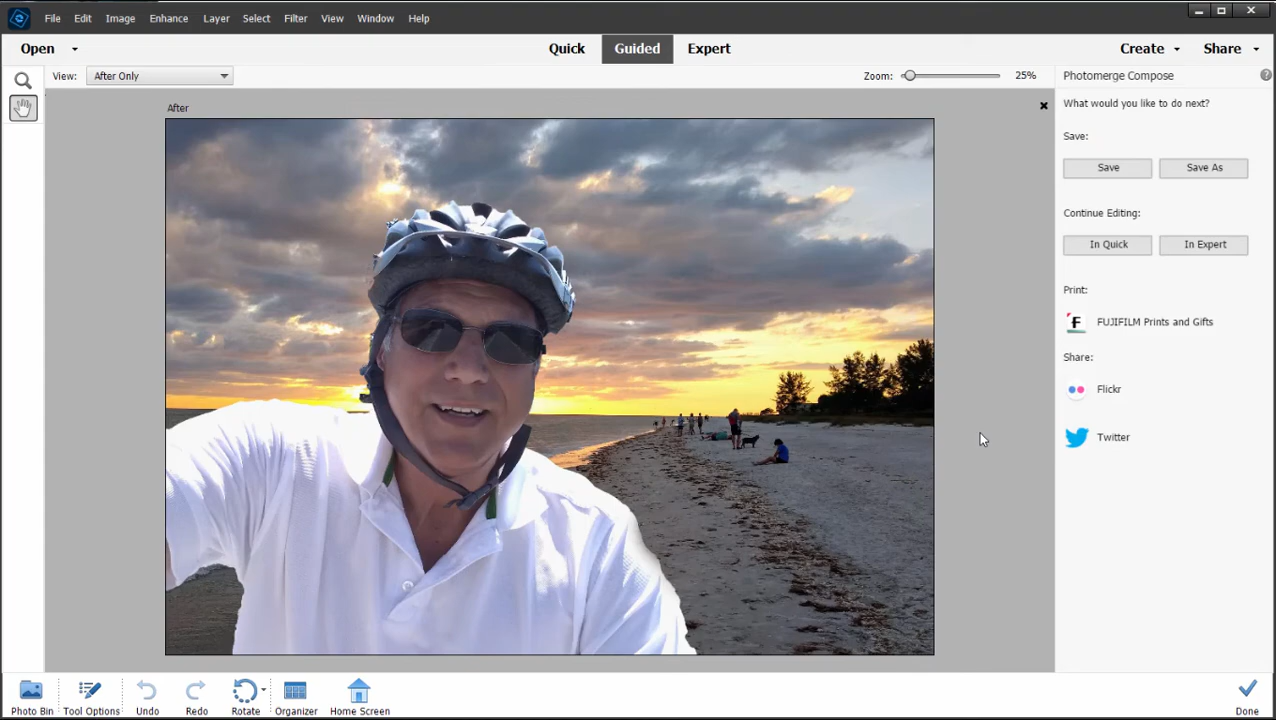 File Edit Image Enhance Layer Select Filter View Window Help
Open Quick Guided Expert Create Share
View: After Only Zoom: 25% Photomerge Compose
After
What would you like to do next?
Save:
Save Save As
Continue Editing:
In Quick In Expert
Print:
FUJIFILM Prints and Gifts
Share:
Flickr
Twitter
Photo Bin Tool Options Undo Redo Rotate Organizer Home Screen Done